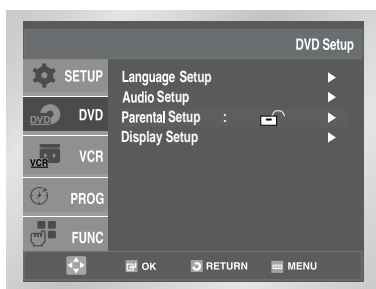 DVD Setup
SETUP
DVD DVD
VCR VCR
PROG
FUNC
Language Setup
Audio Setup
Parental Setup :
Display Setup
OK RETURN MENU